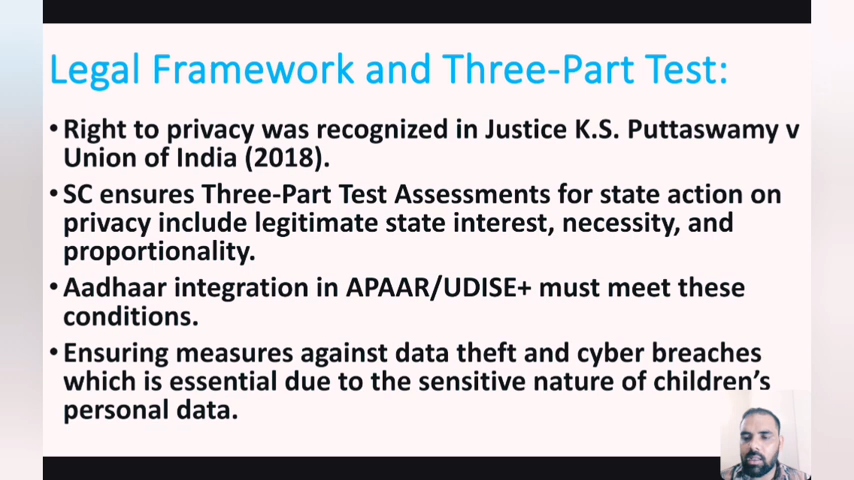 Legal Framework and Three-Part Test:
• Right to privacy was recognized in Justice K.S. Puttaswamy v
Union of India (2018).
• SC ensures Three-Part Test Assessments for state action on
privacy include legitimate state interest, necessity, and
proportionality.
• Aadhaar integration in APAAR/UDISE+ must meet these
conditions.
• Ensuring measures against data theft and cyber breaches
which is essential due to the sensitive nature of children’s
personal data.